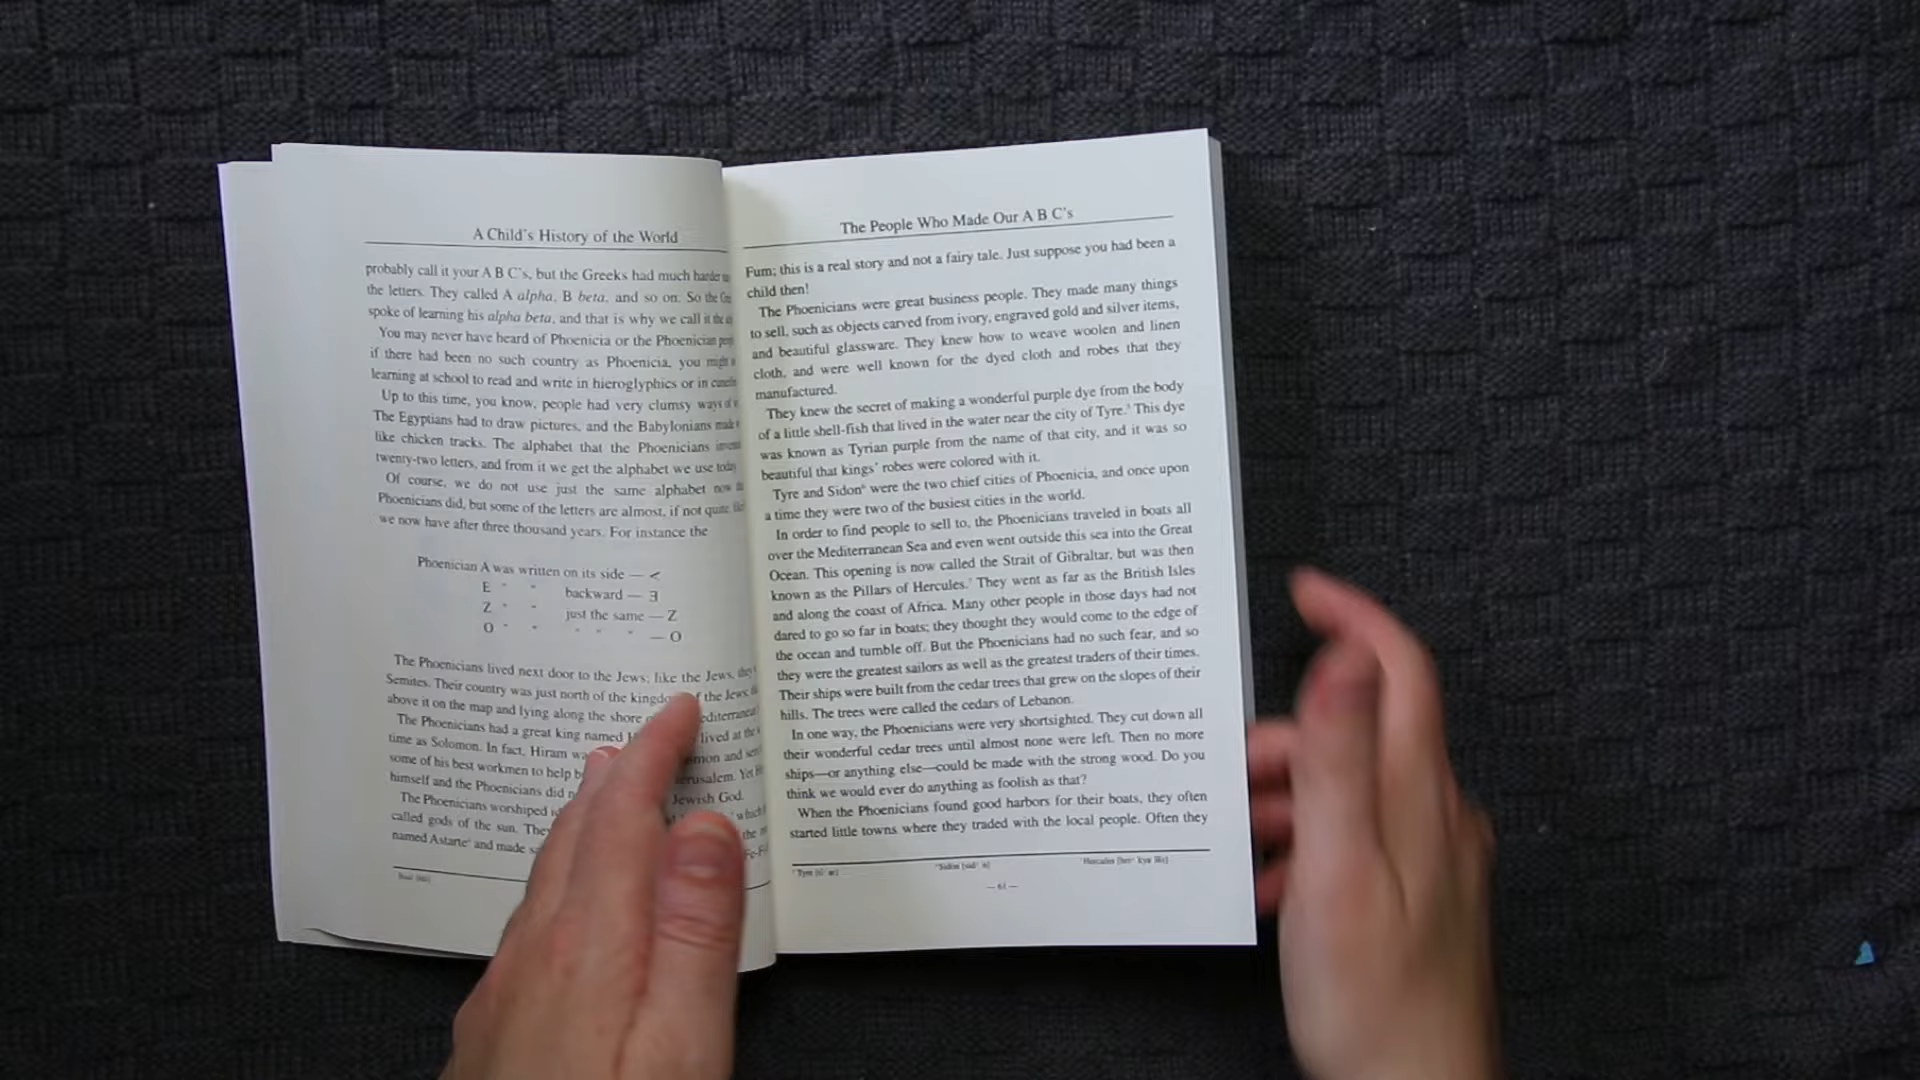 A Child's History of the World
probably call it your A B C's, but the Greeks had much harder
the letters. They called A alpha, B beta, and so on. So the
spoke of learning his alpha beta, and that is why we call it the
You may never have heard of Phoenicia or the Phoenician
if there had been no such country as Phoenicia, you might
learning at school to read and write in hieroglyphics or in
Up to this time, you know, people had very clumsy ways of
The Egyptians had to draw pictures, and the Babylonians made
like chicken tracks. The alphabet that the Phoenicians
twenty-two letters, and from it we get the alphabet we use today
Of course, we do not use just the same alphabet now
Phoenicians did, but some of the letters are almost, if not quite,
we now have after three thousand years. For instance the
Phoenician A was written on its side — <
E " " backward — Ǝ
Z " " just the same — Z
O " " " " " — O
The Phoenicians lived next door to the Jews; like the Jews, they
Semites. Their country was just north of the the Jews,
above it on the map and lying along the shore
The Phoenicians had a great king named lived at the
time as Solomon. In fact, Hiram and
some of his best workmen to help Jerusalem. Yet
himself and the Phoenicians did Jewish God.
The Phoenicians worshiped which
called gods of the sun. They the
named Astarte and made
The People Who Made Our A B C's
Fum; this is a real story and not a fairy tale. Just suppose you had been a
child then!
The Phoenicians were great business people. They made many things
to sell, such as objects carved from ivory, engraved gold and silver items,
and beautiful glassware. They knew how to weave woolen and linen
cloth, and were well known for the dyed cloth and robes that they
manufactured.
They knew the secret of making a wonderful purple dye from the body
of a little shell-fish that lived in the water near the city of Tyre. This dye
was known as Tyrian purple from the name of that city, and it was so
beautiful that kings' robes were colored with it.
Tyre and Sidon were the two chief cities of Phoenicia, and once upon
a time they were two of the busiest cities in the world.
In order to find people to sell to, the Phoenicians traveled in boats all
over the Mediterranean Sea and even went outside this sea into the Great
Ocean. This opening is now called the Strait of Gibraltar, but was then
known as the Pillars of Hercules. They went as far as the British Isles
and along the coast of Africa. Many other people in those days had not
dared to go so far in boats; they thought they would come to the edge of
the ocean and tumble off. But the Phoenicians had no such fear, and so
they were the greatest sailors as well as the greatest traders of their times.
Their ships were built from the cedar trees that grew on the slopes of their
hills. The trees were called the cedars of Lebanon.
In one way, the Phoenicians were very shortsighted. They cut down all
their wonderful cedar trees until almost none were left. Then no more
ships—or anything else—could be made with the strong wood. Do you
think we would ever do anything as foolish as that?
When the Phoenicians found good harbors for their boats, they often
started little towns where they traded with the local people. Often they
Tyre Sidon Hercules
— 61 —